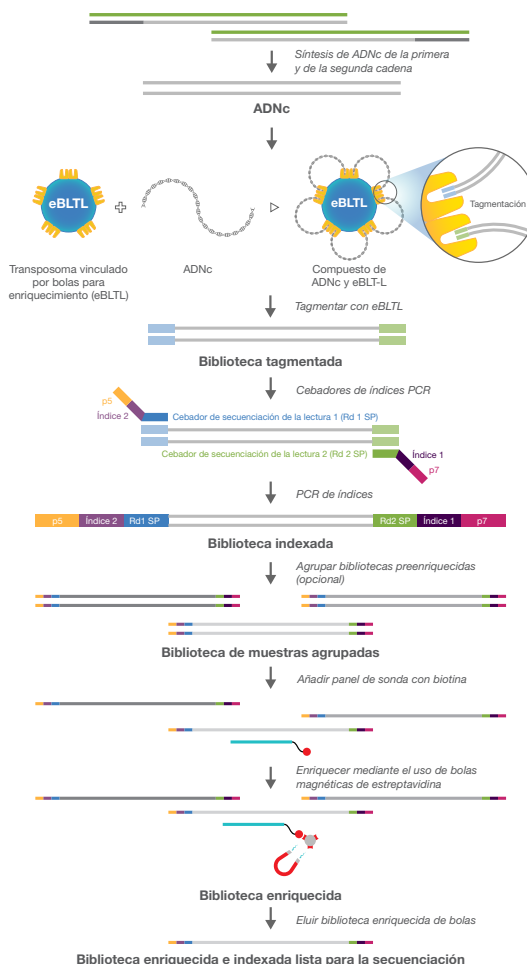 Síntesis de ADNc de la primera
y de la segunda cadena
ADNc
eBLTL
eBLTL
Tagmentación
Transposoma vinculado
por bolas para
enriquecimiento (eBLTL)
ADNc
Compuesto de
ADNc y eBLT-L
Tagmentar con eBLTL
Biblioteca tagmentada
Cebadores de índices PCR
p5
Índice 2
Cebador de secuenciación de la lectura 1 (Rd 1 SP)
Cebador de secuenciación de la lectura 2 (Rd 2 SP)
Índice 1
p7
PCR de índices
p5 Índice 2 Rd1 SP Rd2 SP Índice 1 p7
Biblioteca indexada
Agrupar bibliotecas preenriquecidas
(opcional)
Biblioteca de muestras agrupadas
Añadir panel de sonda con biotina
Enriquecer mediante el uso de bolas
magnéticas de estreptavidina
Biblioteca enriquecida
Eluir biblioteca enriquecida de bolas
Biblioteca enriquecida e indexada lista para la secuenciación